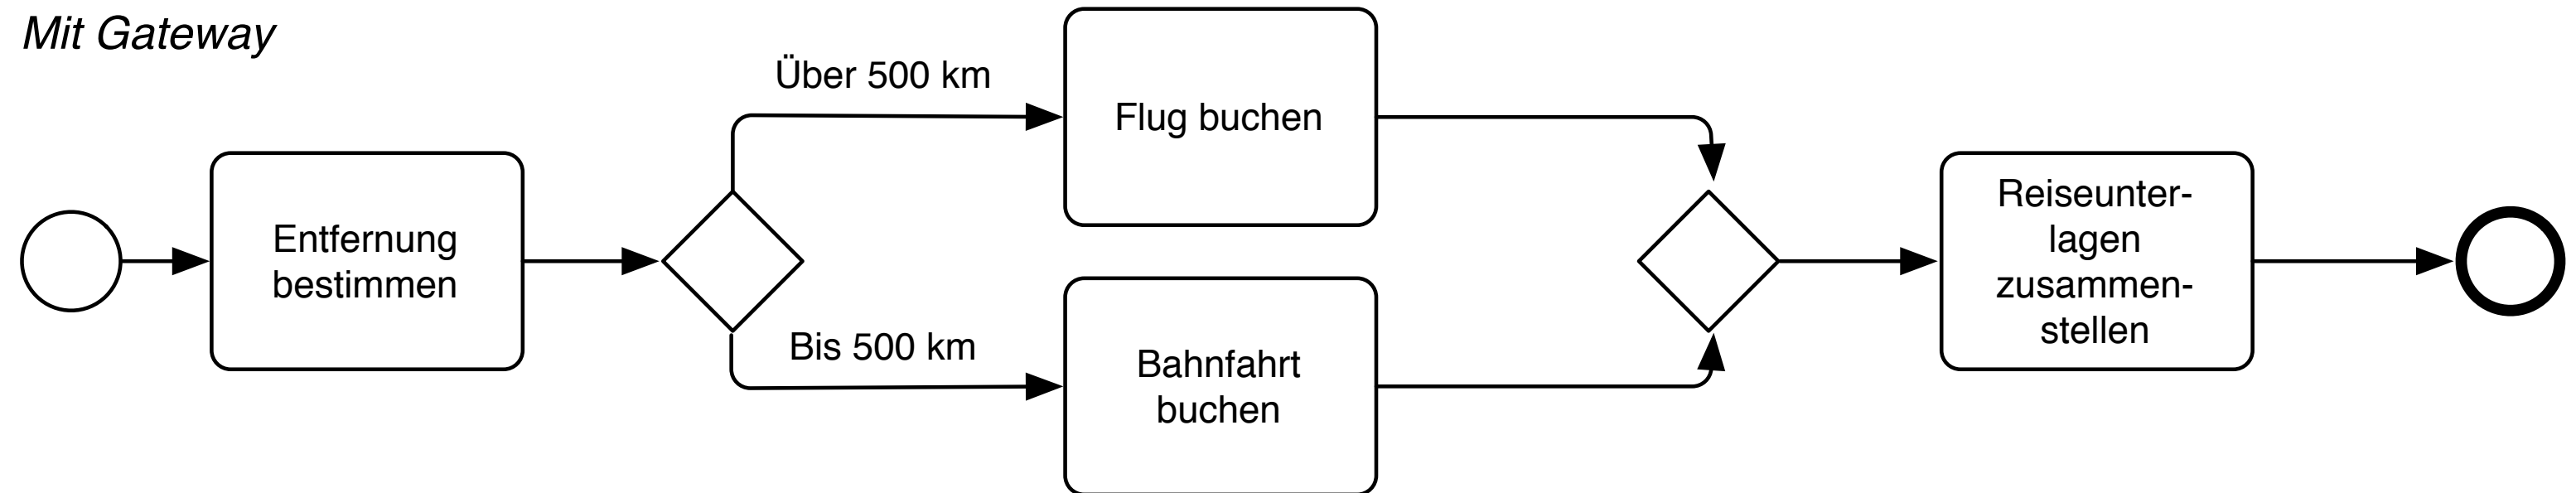 Mit Gateway
Über 500 km
Flug buchen
Entfernung
bestimmen
Bis 500 km
Bahnfahrt
buchen
Reiseunter-
lagen
zusammen-
stellen